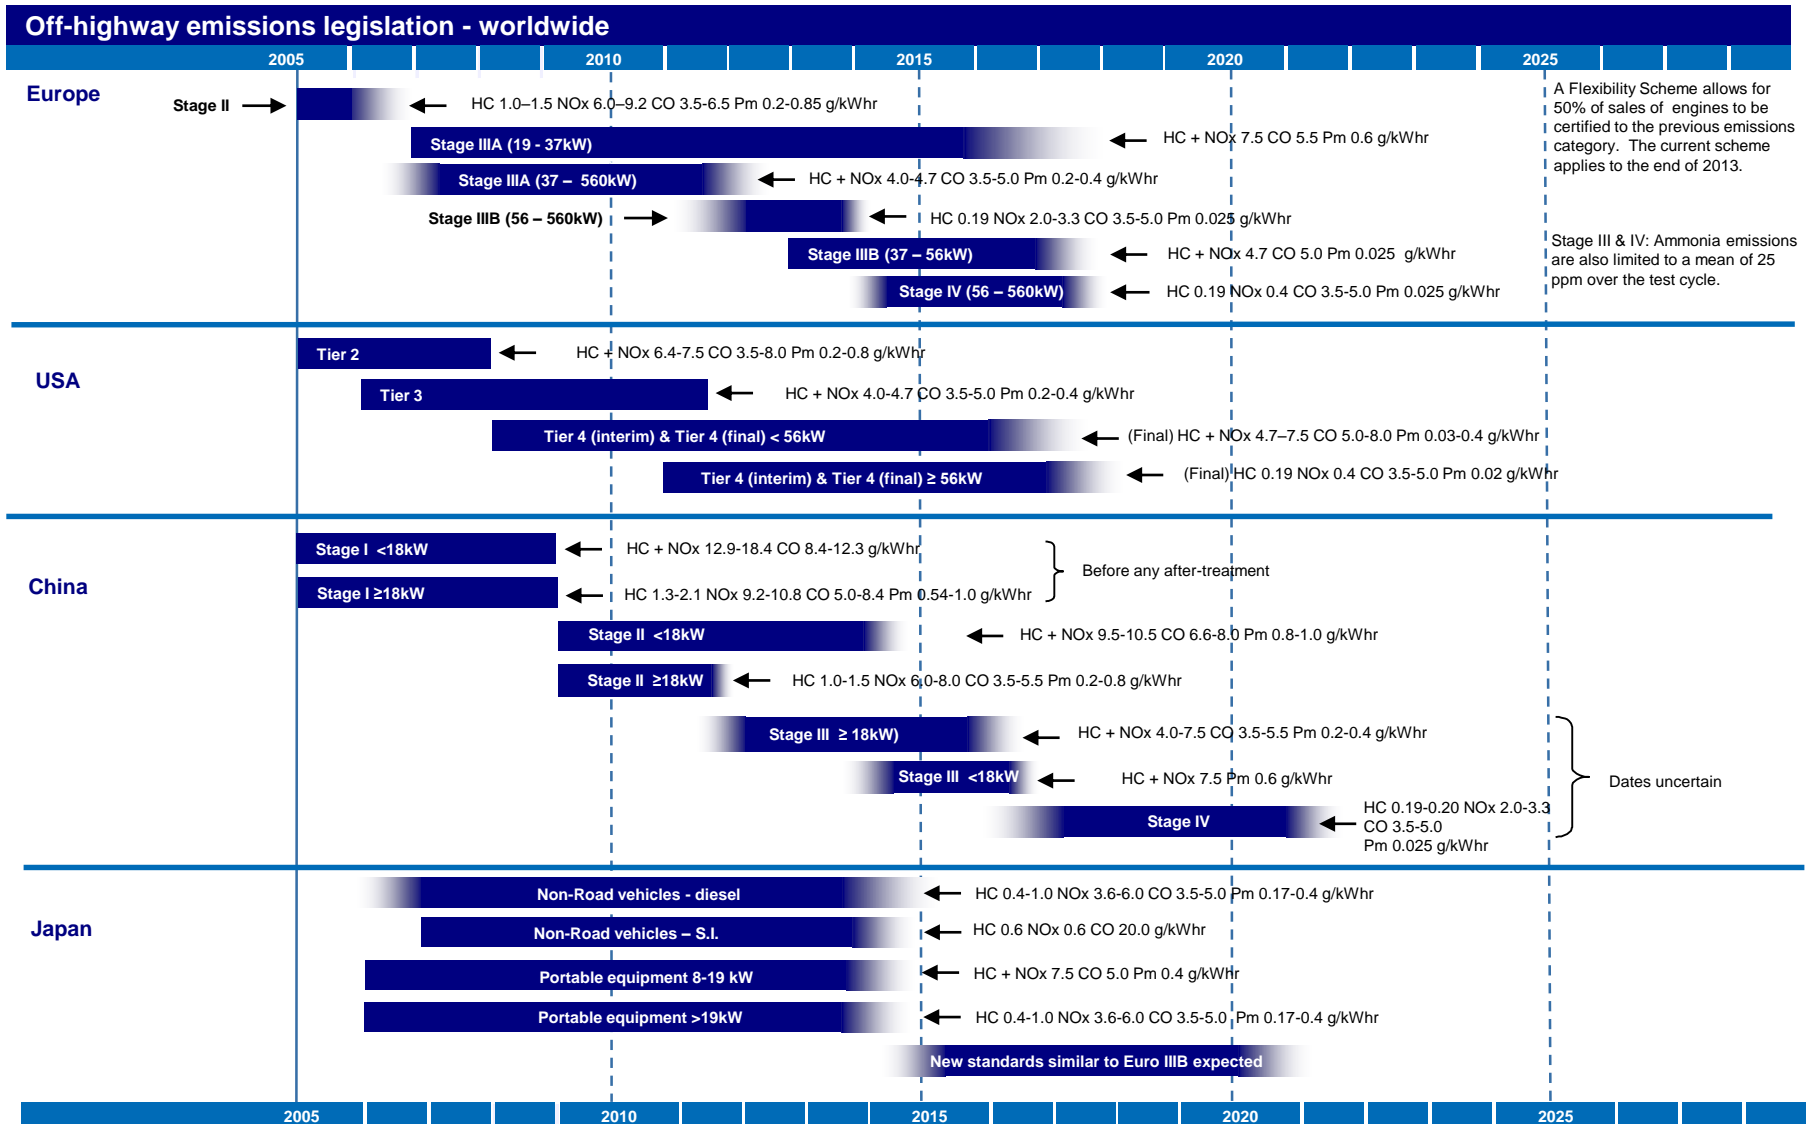 Off-highway emissions legislation - worldwide
2005 2010 2015 2020 2025
Europe
Stage II
HC 1.0–1.5 NOx 6.0–9.2 CO 3.5-6.5 Pm 0.2-0.85 g/kWhr
A Flexibility Scheme allows for
50% of sales of engines to be
certified to the previous emissions
category. The current scheme
applies to the end of 2013.
Stage IIIA (19 - 37kW)
HC + NOx 7.5 CO 5.5 Pm 0.6 g/kWhr
Stage IIIA (37 – 560kW)
HC + NOx 4.0-4.7 CO 3.5-5.0 Pm 0.2-0.4 g/kWhr
Stage IIIB (56 – 560kW)
HC 0.19 NOx 2.0-3.3 CO 3.5-5.0 Pm 0.025 g/kWhr
Stage IIIB (37 – 56kW)
HC + NOx 4.7 CO 5.0 Pm 0.025 g/kWhr
Stage III & IV: Ammonia emissions
are also limited to a mean of 25
ppm over the test cycle.
Stage IV (56 – 560kW)
HC 0.19 NOx 0.4 CO 3.5-5.0 Pm 0.025 g/kWhr
USA
Tier 2
HC + NOx 6.4-7.5 CO 3.5-8.0 Pm 0.2-0.8 g/kWhr
Tier 3
HC + NOx 4.0-4.7 CO 3.5-5.0 Pm 0.2-0.4 g/kWhr
Tier 4 (interim) & Tier 4 (final) < 56kW
(Final) HC + NOx 4.7–7.5 CO 5.0-8.0 Pm 0.03-0.4 g/kWhr
Tier 4 (interim) & Tier 4 (final) ≥ 56kW
(Final) HC 0.19 NOx 0.4 CO 3.5-5.0 Pm 0.02 g/kWhr
China
Stage I <18kW
HC + NOx 12.9-18.4 CO 8.4-12.3 g/kWhr
Before any after-treatment
Stage I ≥18kW
HC 1.3-2.1 NOx 9.2-10.8 CO 5.0-8.4 Pm 0.54-1.0 g/kWhr
Stage II <18kW
HC + NOx 9.5-10.5 CO 6.6-8.0 Pm 0.8-1.0 g/kWhr
Stage II ≥18kW
HC 1.0-1.5 NOx 6.0-8.0 CO 3.5-5.5 Pm 0.2-0.8 g/kWhr
Stage III ≥ 18kW)
HC + NOx 4.0-7.5 CO 3.5-5.5 Pm 0.2-0.4 g/kWhr
Stage III <18kW
HC + NOx 7.5 Pm 0.6 g/kWhr
Dates uncertain
Stage IV
HC 0.19-0.20 NOx 2.0-3.3
CO 3.5-5.0
Pm 0.025 g/kWhr
Japan
Non-Road vehicles - diesel
HC 0.4-1.0 NOx 3.6-6.0 CO 3.5-5.0 Pm 0.17-0.4 g/kWhr
Non-Road vehicles – S.I.
HC 0.6 NOx 0.6 CO 20.0 g/kWhr
Portable equipment 8-19 kW
HC + NOx 7.5 CO 5.0 Pm 0.4 g/kWhr
Portable equipment >19kW
HC 0.4-1.0 NOx 3.6-6.0 CO 3.5-5.0 Pm 0.17-0.4 g/kWhr
New standards similar to Euro IIIB expected
2005 2010 2015 2020 2025